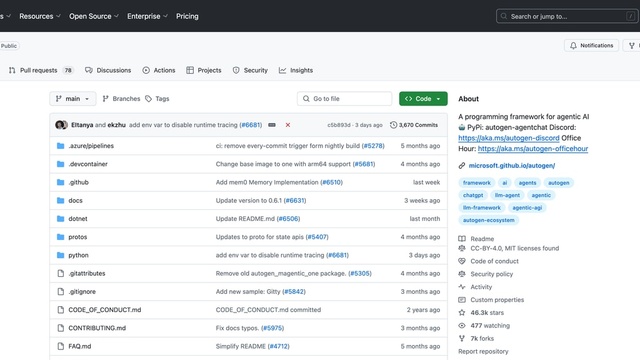 s Resources Open Source Enterprise Pricing Search or jump to... /
Public Notifications
Pull requests 78 Discussions Actions Projects Security Insights
main Branches Tags Go to file Code
Eltanya and ekzhu add env var to disable runtime tracing (#6681) c5b893d · 3 days ago 3,670 Commits
.azure/pipelines ci: remove every-commit trigger form nightly build (#5278) 5 months ago
.devcontainer Change base image to one with arm64 support (#5681) 4 months ago
.github Add mem0 Memory Implementation (#6510) last week
docs Update version to 0.6.1 (#6631) 3 weeks ago
dotnet Update README.md (#6506) last month
protos Updates to proto for state apis (#5407) 4 months ago
python add env var to disable runtime tracing (#6681) 3 days ago
.gitattributes Remove old autogen_magentic_one package. (#5305) 4 months ago
.gitignore Add new sample: Gitty (#5842) 3 months ago
CODE_OF_CONDUCT.md CODE_OF_CONDUCT.md committed 2 years ago
CONTRIBUTING.md Fix docs typos. (#5975) 3 months ago
FAQ.md Simplify README (#4712) 5 months ago
About
A programming framework for agentic AI
PyPi: autogen-agentchat Discord:
https://aka.ms/autogen-discord Office
Hour: https://aka.ms/autogen-officehour
microsoft.github.io/autogen/
framework ai agents autogen
chatgpt llm-agent agentic
llm-framework agentic-agi
autogen-ecosystem
Readme
CC-BY-4.0, MIT licenses found
Code of conduct
Security policy
Activity
Custom properties
46.3k stars
477 watching
7k forks
Report repository